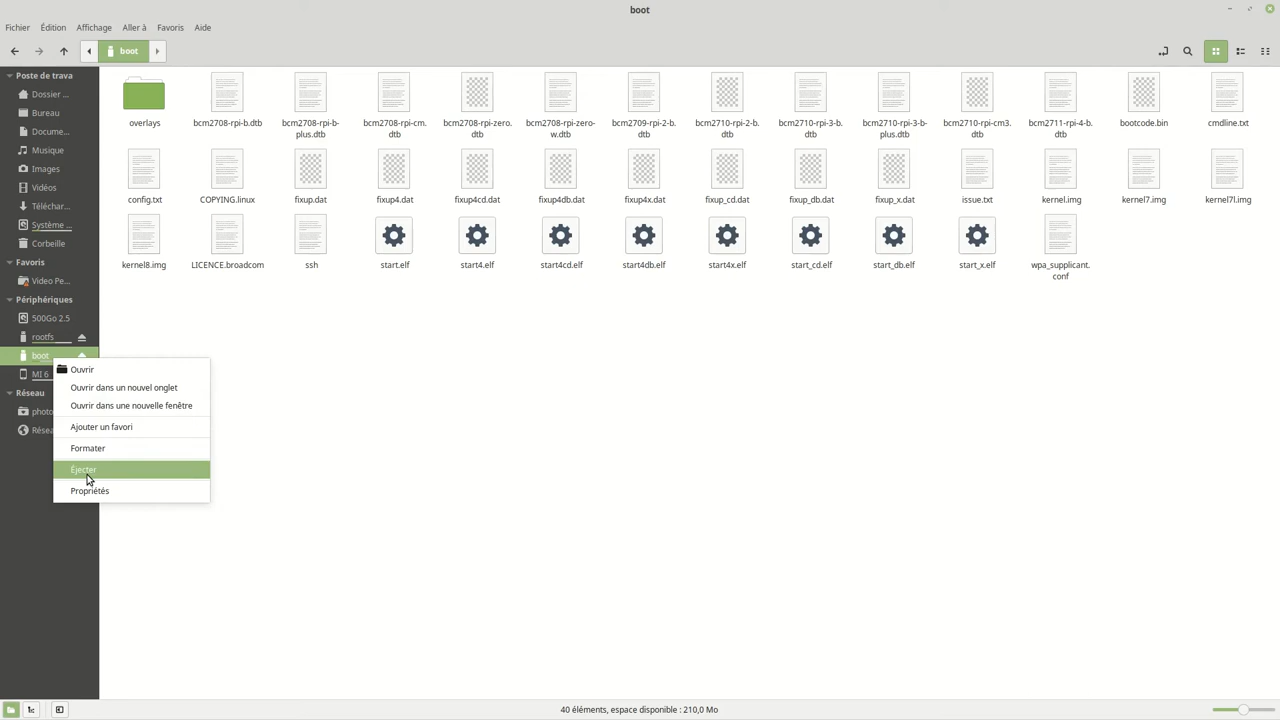 boot
Fichier Édition Affichage Aller à Favoris Aide
boot
Poste de trava
Dossier ...
Bureau
Docume...
Musique
Images
Vidéos
Téléchar...
Système ...
Corbeille
Favoris
Video Pe...
Périphériques
500Go 2.5
rootfs
boot
MI 6
Réseau
photo
Résea
Ouvrir
Ouvrir dans un nouvel onglet
Ouvrir dans une nouvelle fenêtre
Ajouter un favori
Formater
Éjecter
Propriétés
overlays
bcm2708-rpi-b.dtb
bcm2708-rpi-b-
plus.dtb
bcm2708-rpi-cm.
dtb
bcm2708-rpi-zero.
dtb
bcm2708-rpi-zero-
w.dtb
bcm2709-rpi-2-b.
dtb
bcm2710-rpi-2-b.
dtb
bcm2710-rpi-3-b.
dtb
bcm2710-rpi-3-b-
plus.dtb
bcm2710-rpi-cm3.
dtb
bcm2711-rpi-4-b.
dtb
bootcode.bin
cmdline.txt
config.txt
COPYING.linux
fixup.dat
fixup4.dat
fixup4cd.dat
fixup4db.dat
fixup4x.dat
fixup_cd.dat
fixup_db.dat
fixup_x.dat
issue.txt
kernel.img
kernel7.img
kernel7l.img
kernel8.img
LICENCE.broadcom
ssh
start.elf
start4.elf
start4cd.elf
start4db.elf
start4x.elf
start_cd.elf
start_db.elf
start_x.elf
wpa_supplicant.
conf
40 éléments, espace disponible : 210,0 Mo